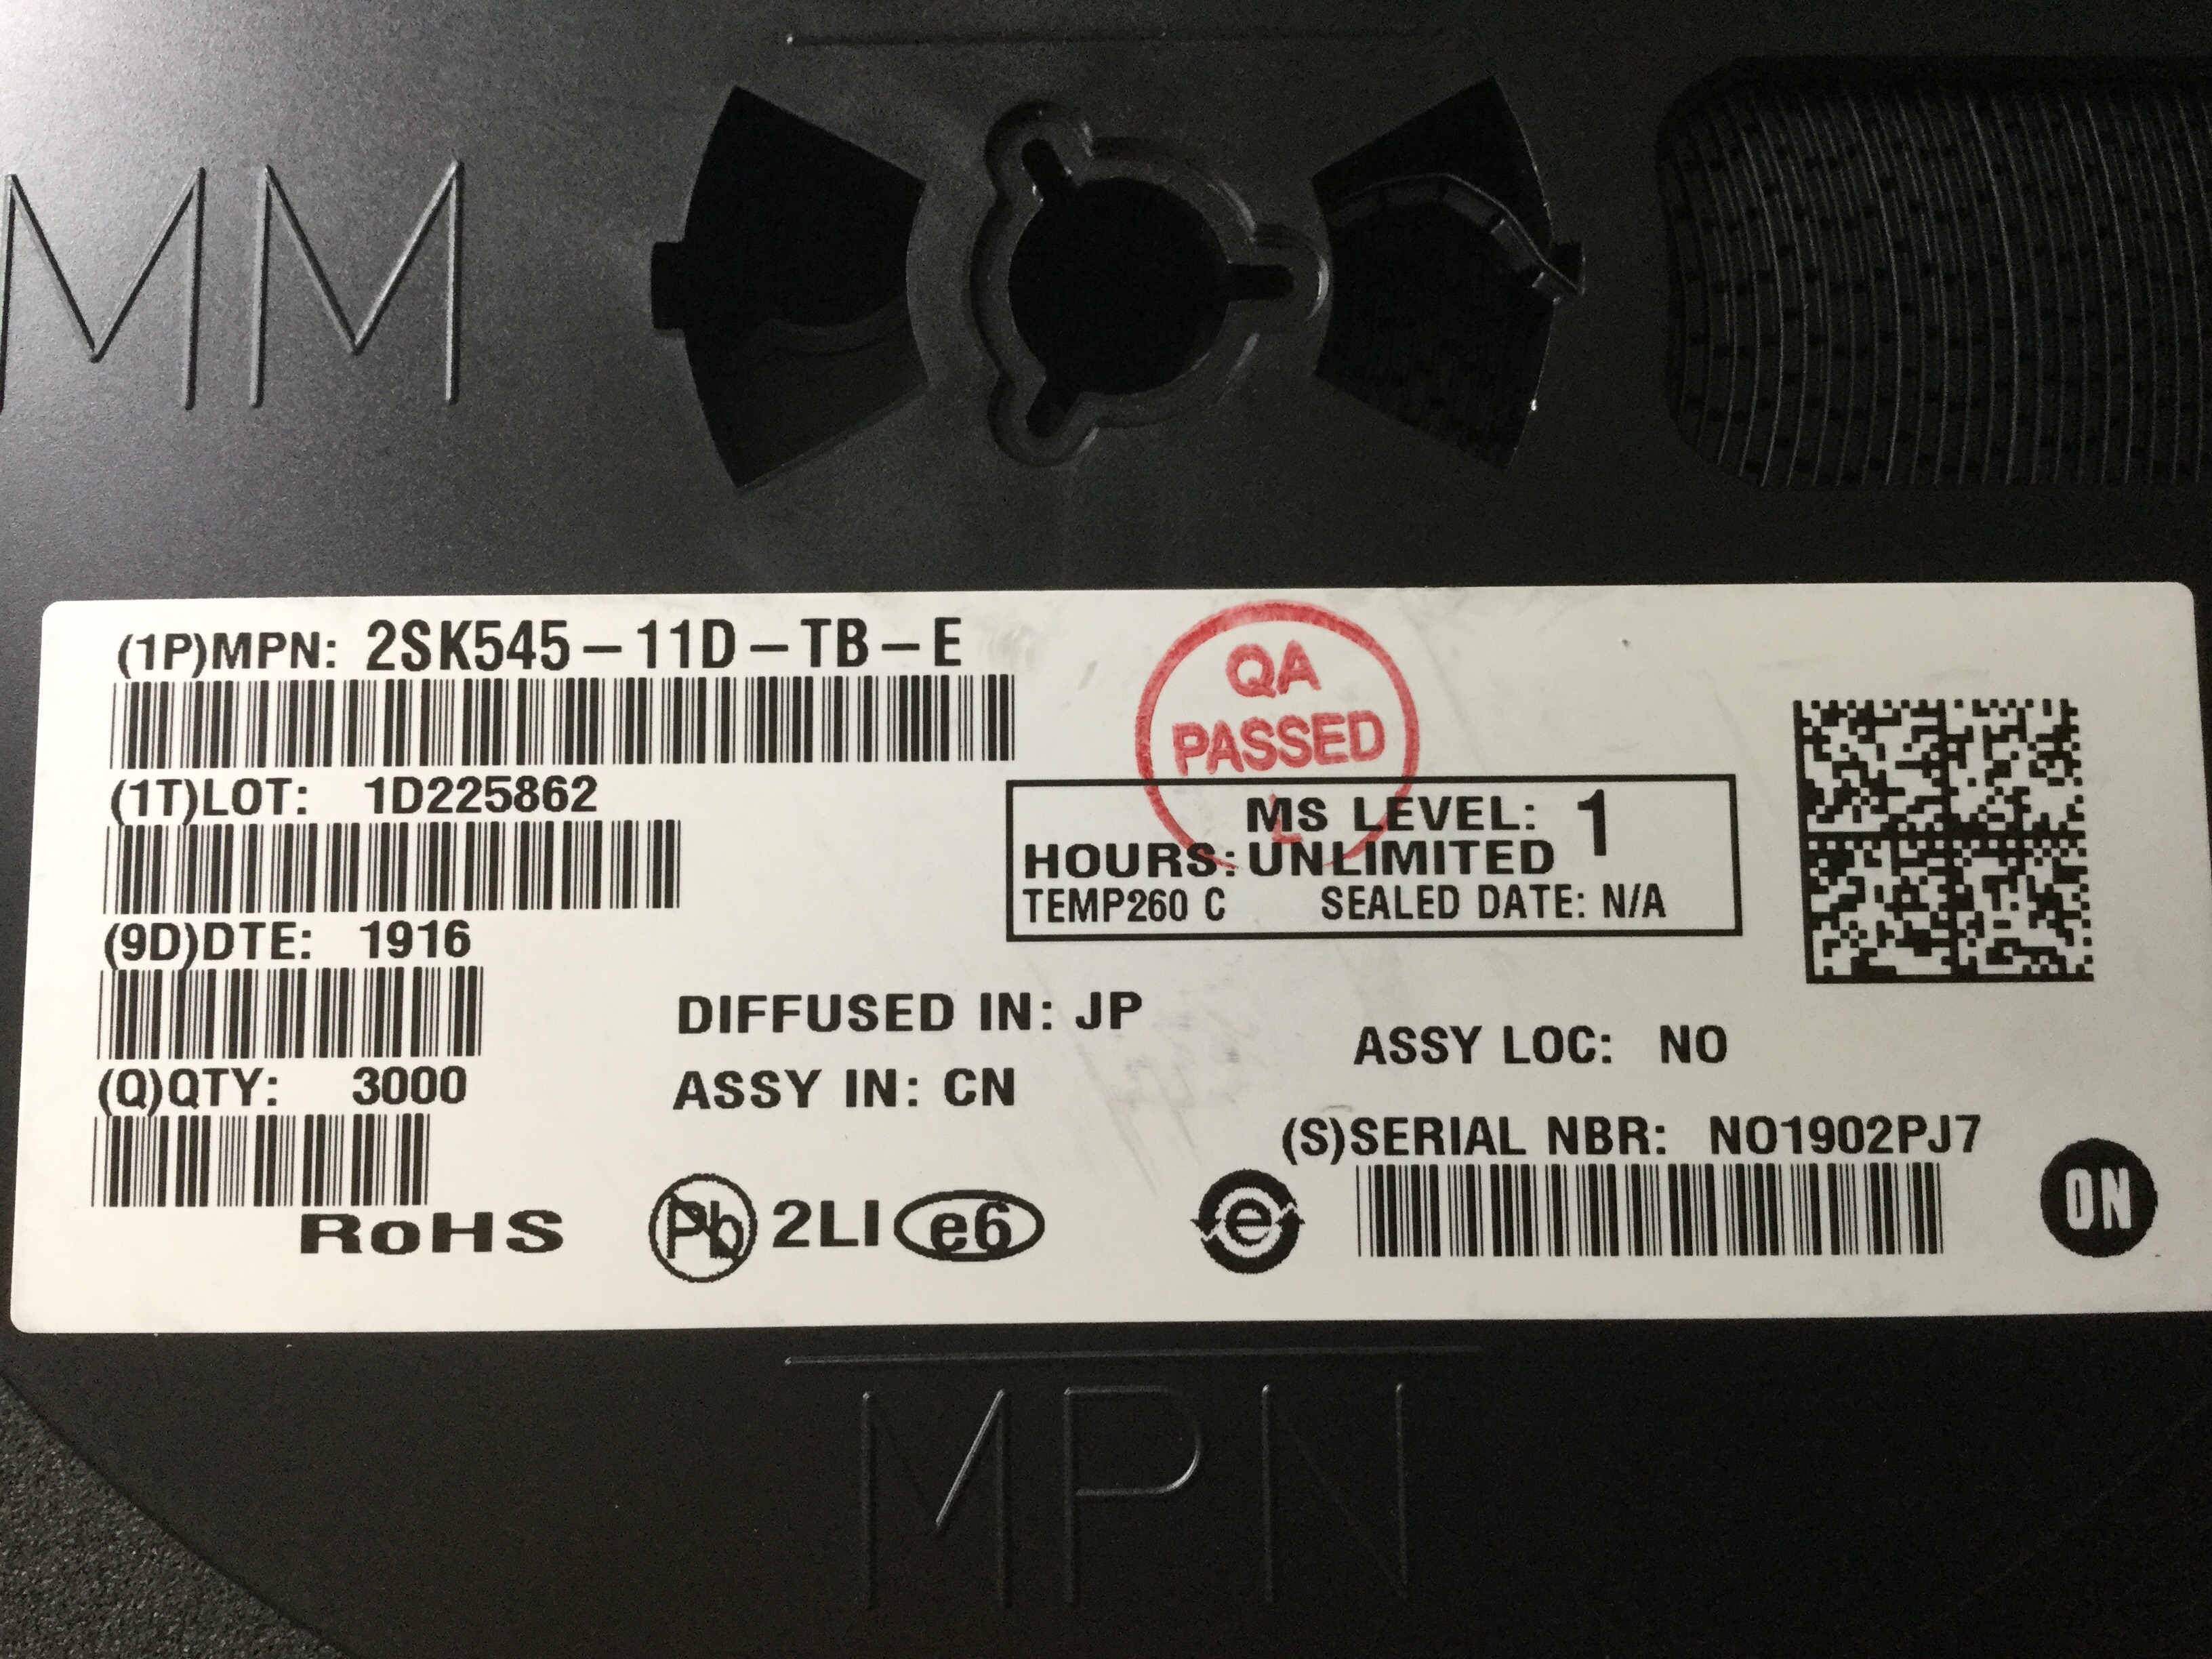 MM
(1P)MPN: 2SK545-11D-TB-E
QA
PASSED
L
(1T)LOT: 1D225862
MS LEVEL: 1
HOURS: UNLIMITED
TEMP260 C SEALED DATE: N/A
(9D)DTE: 1916
DIFFUSED IN: JP
ASSY LOC: NO
(Q)QTY: 3000
ASSY IN: CN
(S)SERIAL NBR: NO1902PJ7
RoHS Pb 2LI e6 e ON
MPN